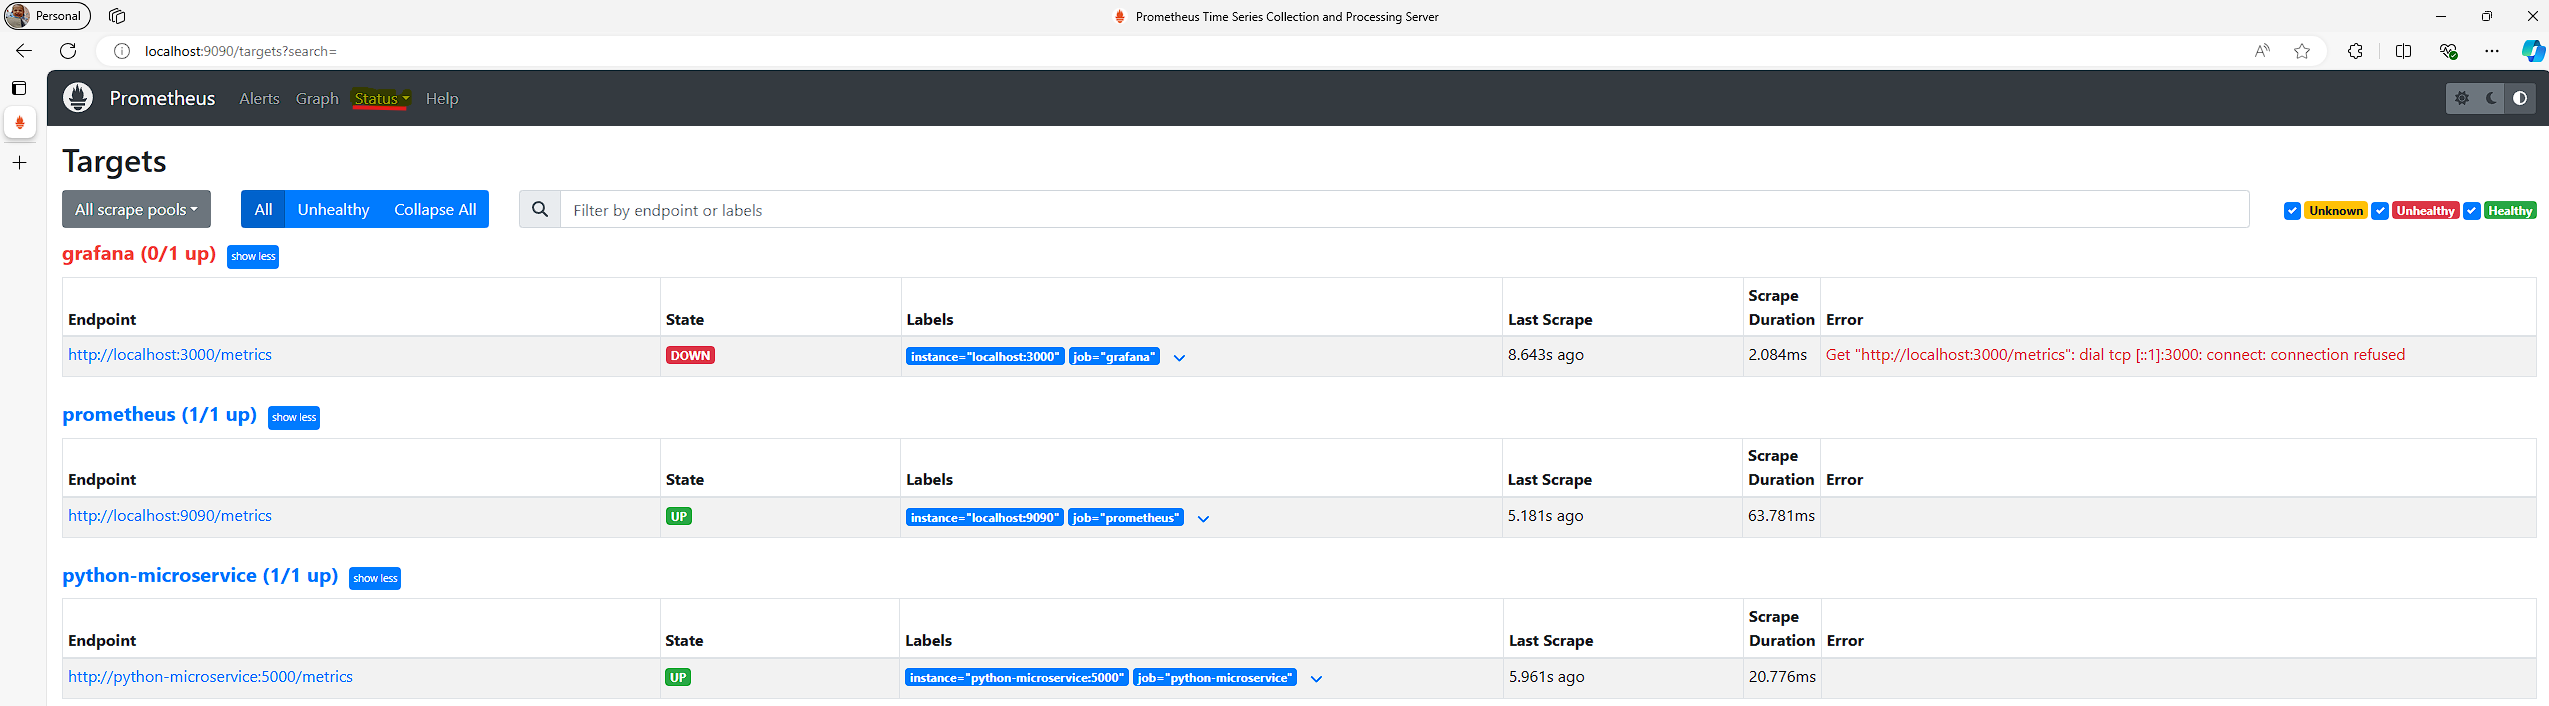 Personal
Prometheus Time Series Collection and Processing Server
localhost:9090/targets?search=
Prometheus Alerts Graph Status Help
Targets
All scrape pools All Unhealthy Collapse All Filter by endpoint or labels Unknown Unhealthy Healthy
grafana (0/1 up) show less
Endpoint State Labels Last Scrape Scrape Duration Error
http://localhost:3000/metrics DOWN instance="localhost:3000" job="grafana" 8.643s ago 2.084ms Get "http://localhost:3000/metrics": dial tcp [::1]:3000: connect: connection refused
prometheus (1/1 up) show less
Endpoint State Labels Last Scrape Scrape Duration Error
http://localhost:9090/metrics UP instance="localhost:9090" job="prometheus" 5.181s ago 63.781ms
python-microservice (1/1 up) show less
Endpoint State Labels Last Scrape Scrape Duration Error
http://python-microservice:5000/metrics UP instance="python-microservice:5000" job="python-microservice" 5.961s ago 20.776ms